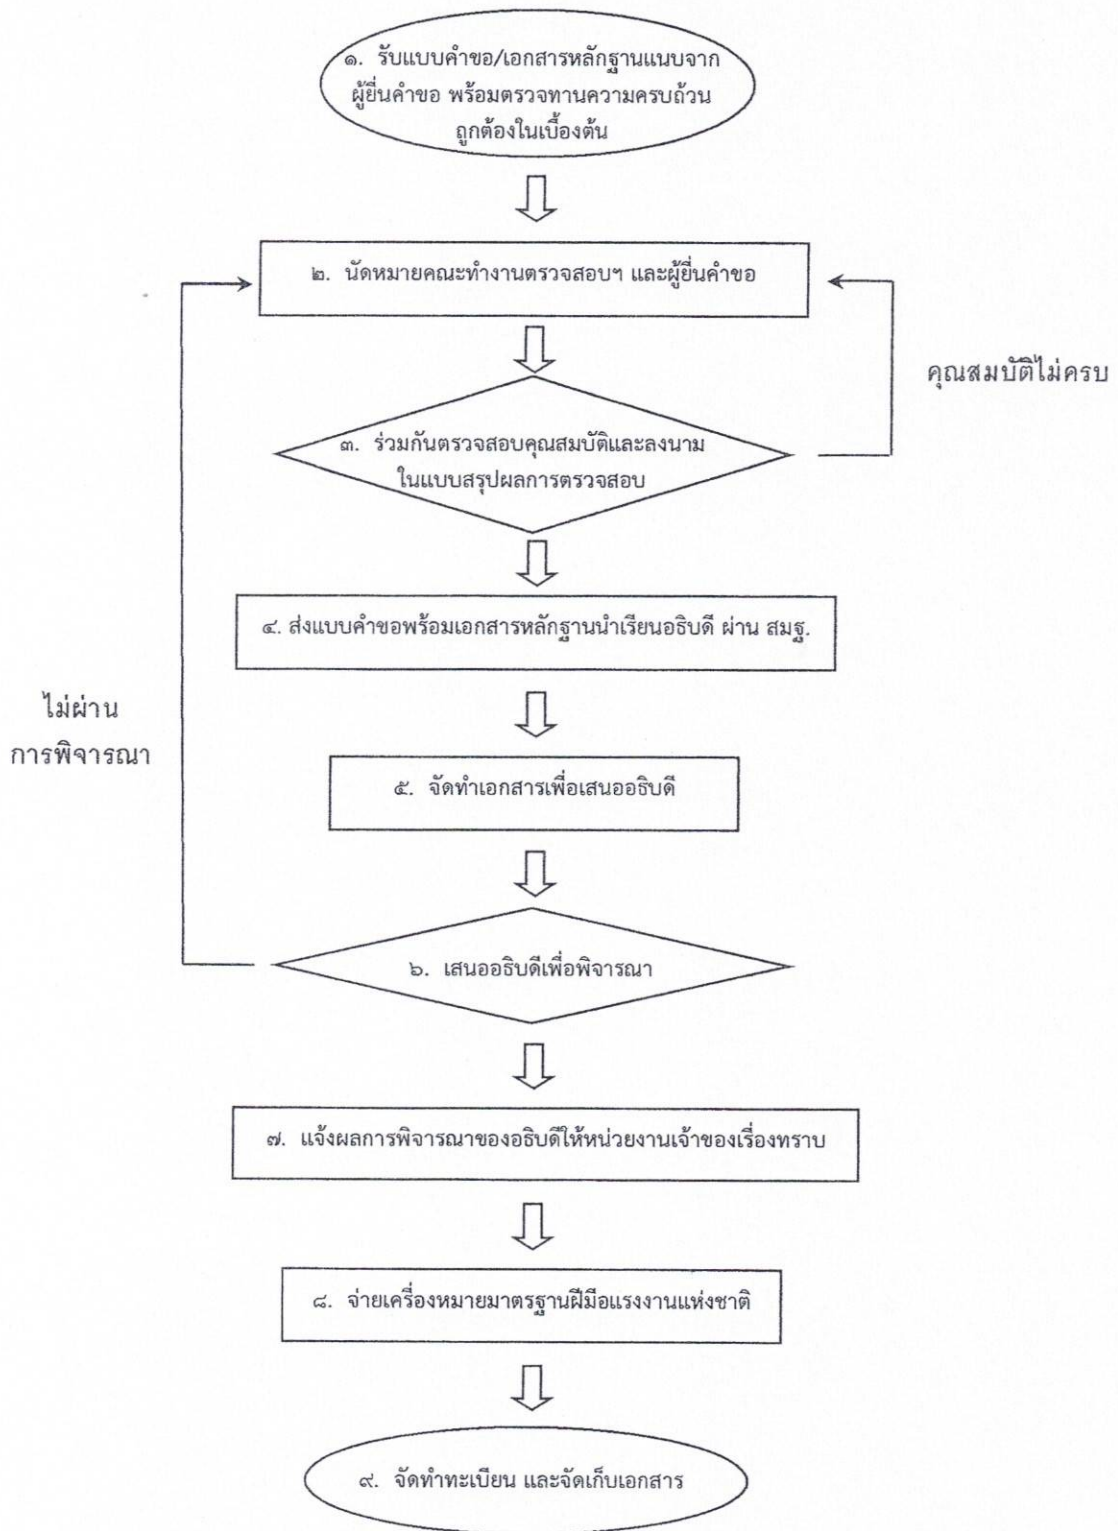 ๑. รับแบบคำขอ/เอกสารหลักฐานแนบจาก
ผู้ยื่นคำขอ พร้อมตรวจทานความครบถ้วน
ถูกต้องในเบื้องต้น
๒. นัดหมายคณะทำงานตรวจสอบฯ และผู้ยื่นคำขอ
คุณสมบัติไม่ครบ
๓. ร่วมกันตรวจสอบคุณสมบัติและลงนาม
ในแบบสรุปผลการตรวจสอบ
๔. ส่งแบบคำขอพร้อมเอกสารหลักฐานนำเรียนอธิบดี ผ่าน สมฐ.
ไม่ผ่าน
การพิจารณา
๕. จัดทำเอกสารเพื่อเสนออธิบดี
๖. เสนออธิบดีเพื่อพิจารณา
๗. แจ้งผลการพิจารณาของอธิบดีให้หน่วยงานเจ้าของเรื่องทราบ
๘. จ่ายเครื่องหมายมาตรฐานฝีมือแรงงานแห่งชาติ
๙. จัดทำทะเบียน และจัดเก็บเอกสาร